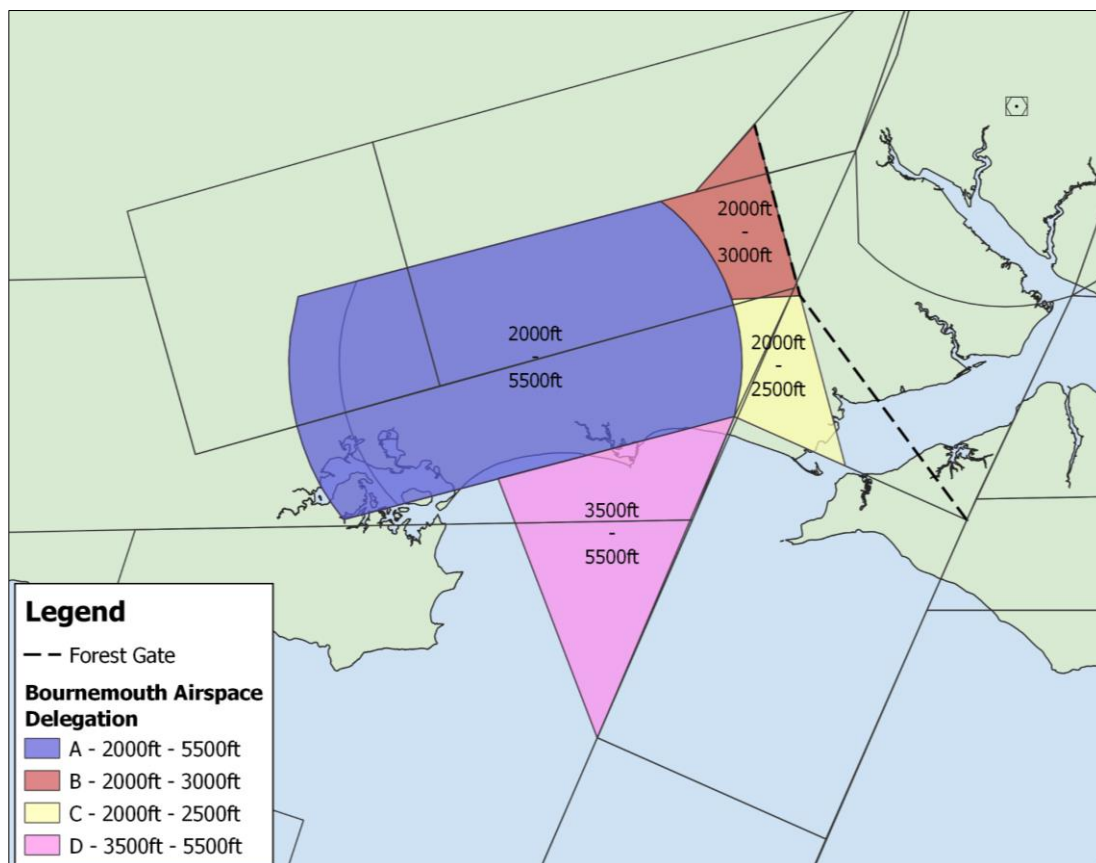 2000ft
-
3000ft
2000ft
-
5500ft
2000ft
-
2500ft
3500ft
-
5500ft
Legend
Forest Gate
Bournemouth Airspace
Delegation
A - 2000ft - 5500ft
B - 2000ft - 3000ft
C - 2000ft - 2500ft
D - 3500ft - 5500ft